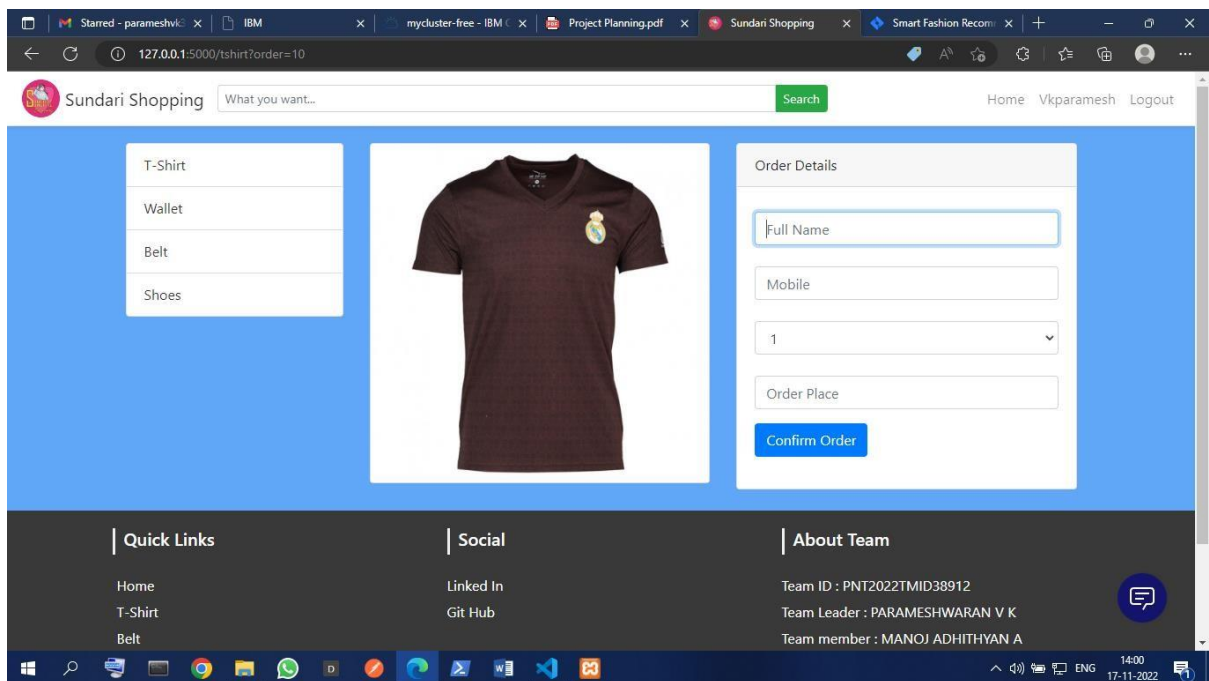 Starred - parameshvk3
IBM
mycluster-free - IBM C
Project Planning.pdf
Sundari Shopping
Smart Fashion Recom
127.0.0.1:5000/tshirt?order=10
Sundari Shopping
What you want...
Search
Home
Vkparamesh
Logout
T-Shirt
Wallet
Belt
Shoes
Order Details
Full Name
Mobile
1
Order Place
Confirm Order
Quick Links
Home
T-Shirt
Belt
Social
Linked In
Git Hub
About Team
Team ID : PNT2022TMID38912
Team Leader : PARAMESHWARAN V K
Team member : MANOJ ADHITHYAN A
ENG
14:00
17-11-2022